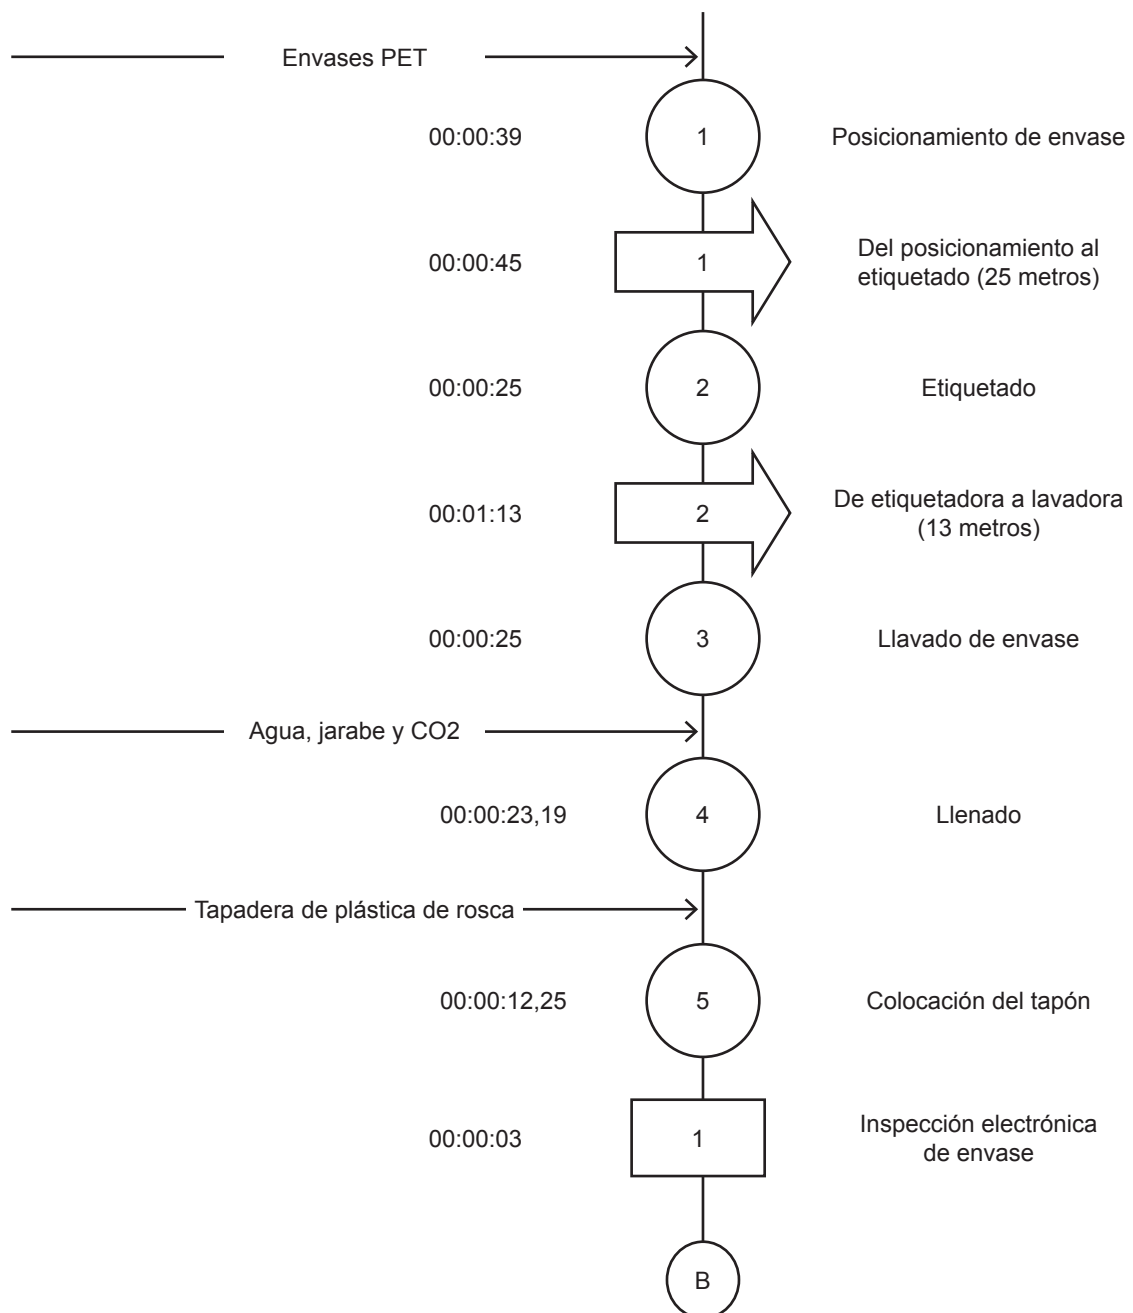 Envases PET
00:00:39
1
Posicionamiento de envase
00:00:45
1
Del posicionamiento al
etiquetado (25 metros)
00:00:25
2
Etiquetado
00:01:13
2
De etiquetadora a lavadora
(13 metros)
00:00:25
3
Llavado de envase
Agua, jarabe y CO2
00:00:23,19
4
Llenado
Tapadera de plástica de rosca
00:00:12,25
5
Colocación del tapón
00:00:03
1
Inspección electrónica
de envase
B